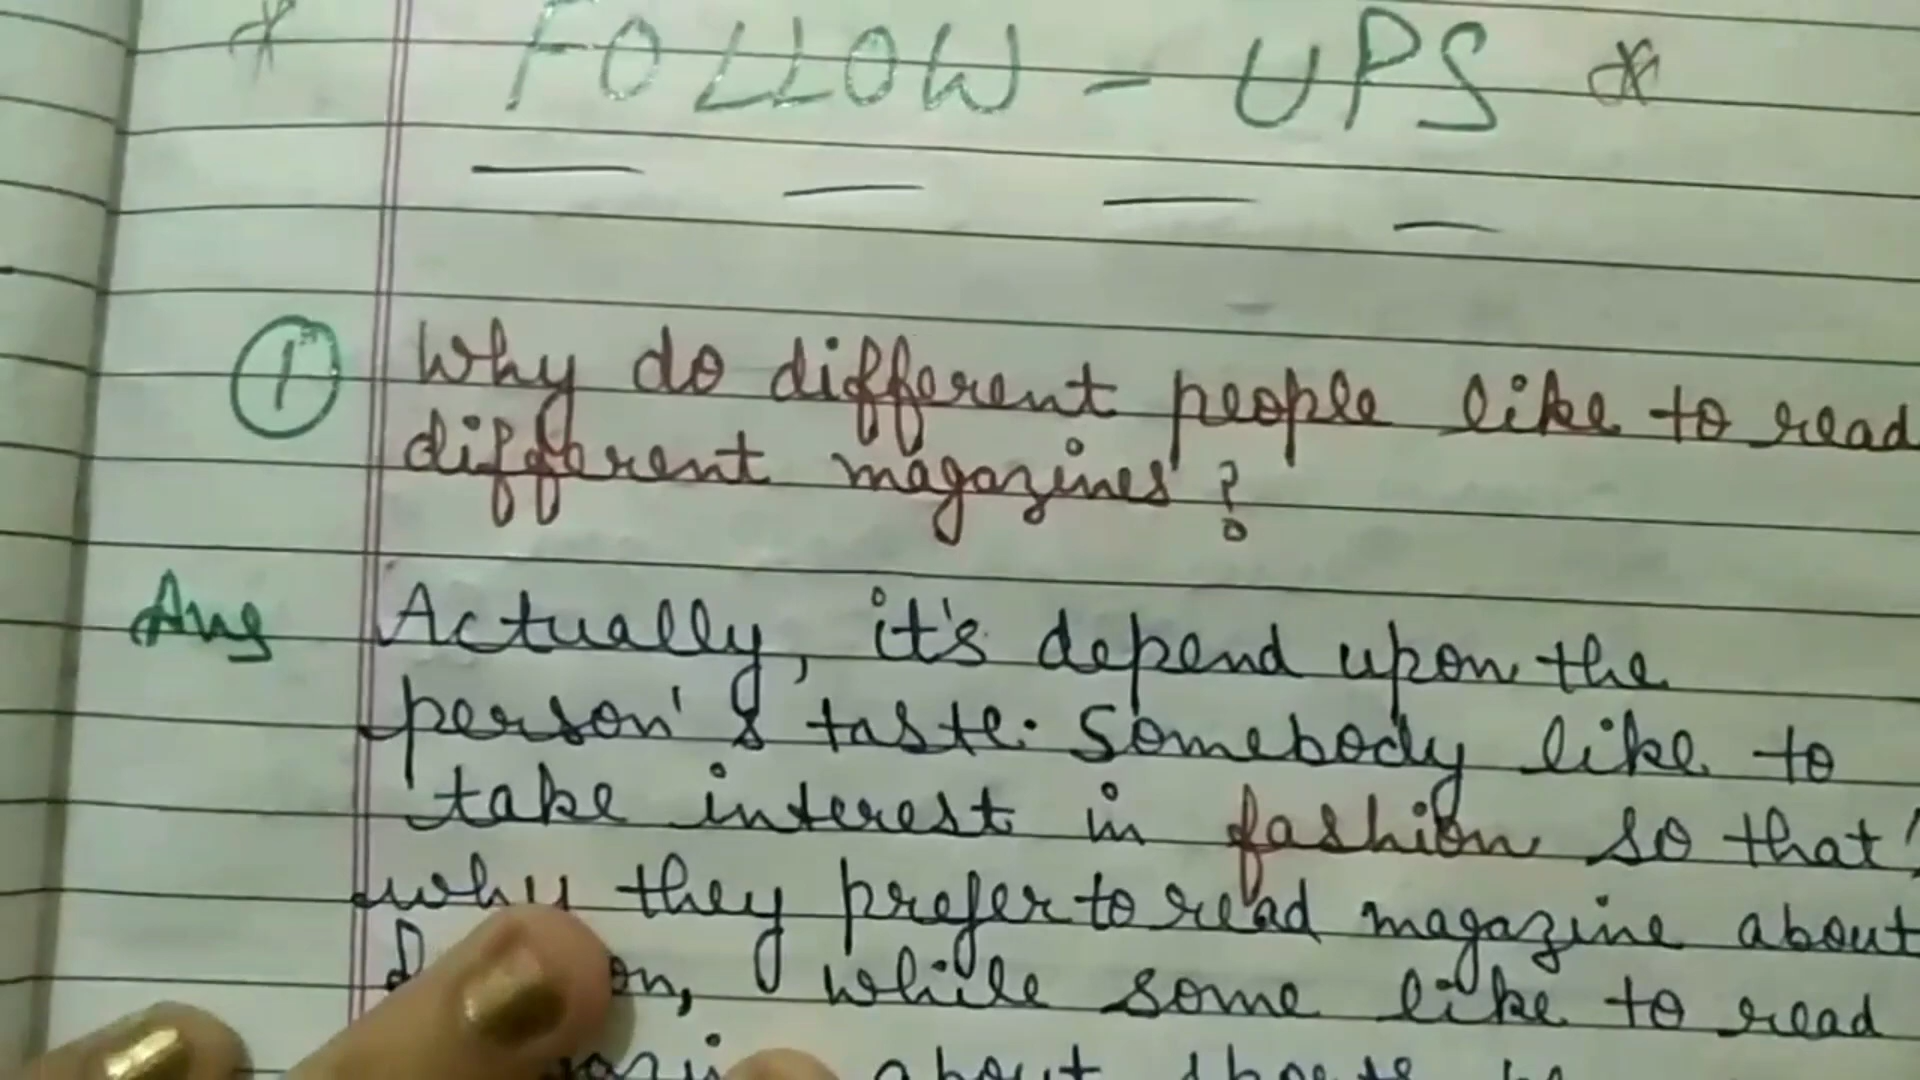 * FOLLOW - UPS *
1 Why do different people like to read
different magazines?
Ans Actually, it's depend upon the
person's taste. Somebody like to
take interest in fashion so that's
why they prefer to read magazine about
while some like to read
about sports